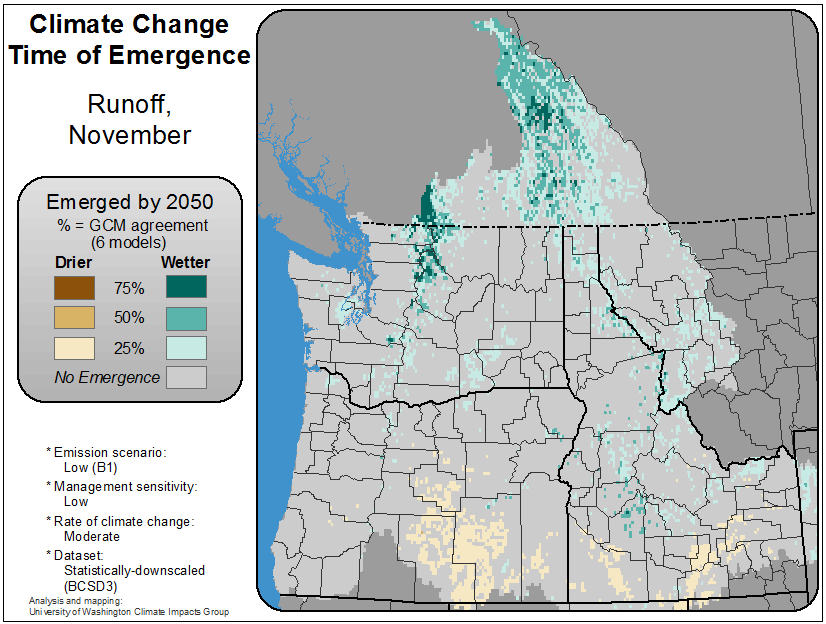 Climate Change
Time of Emergence
Runoff,
November
Emerged by 2050
% = GCM agreement
(6 models)
Drier Wetter
75%
50%
25%
No Emergence
* Emission scenario:
Low (B1)
* Management sensitivity:
Low
* Rate of climate change:
Moderate
* Dataset:
Statistically-downscaled
(BCSD3)
Analysis and mapping:
University of Washington Climate Impacts Group